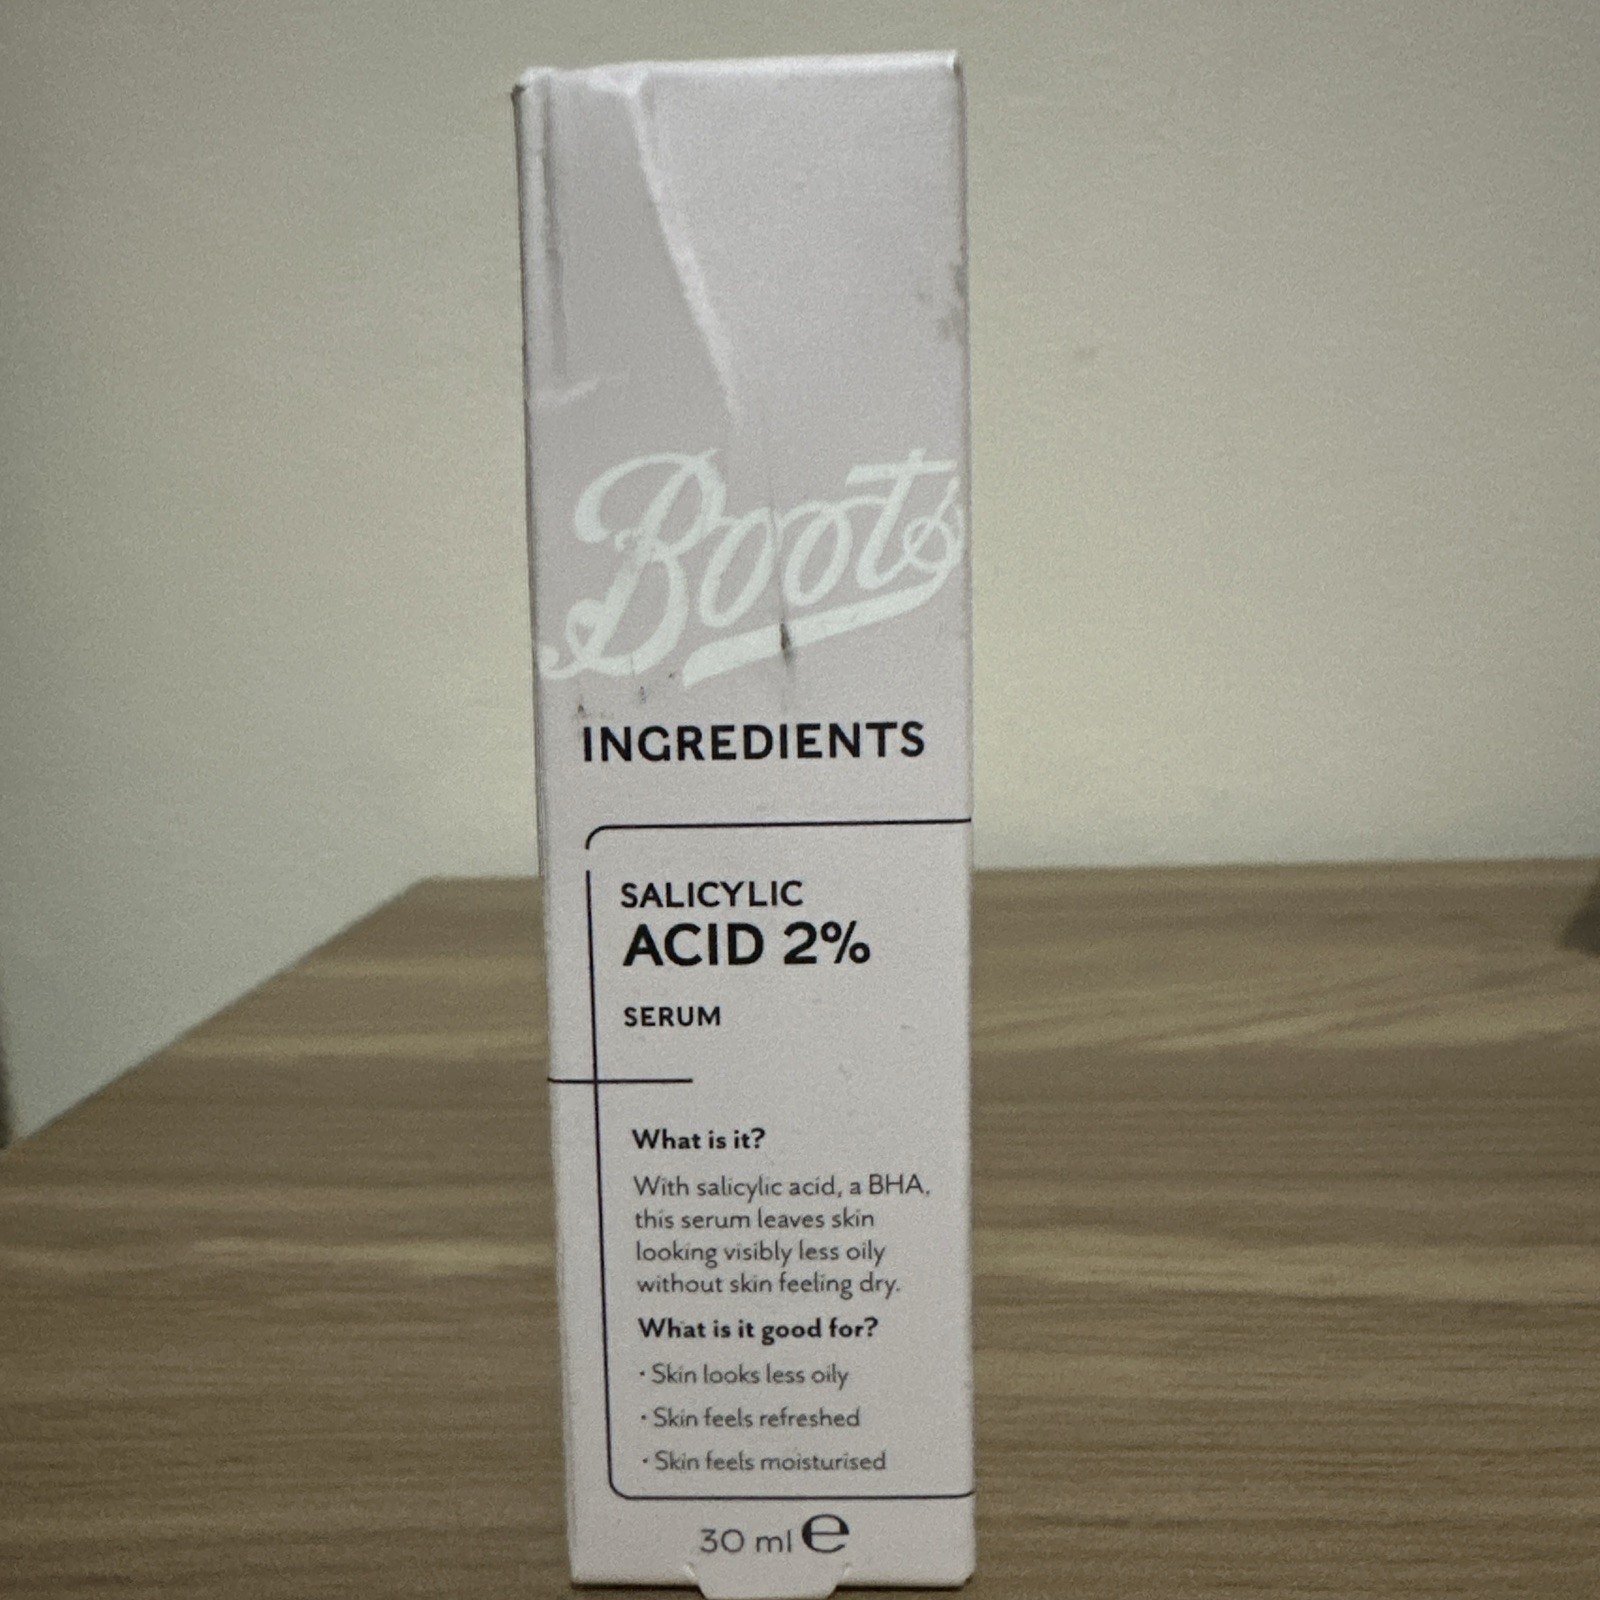 Boots
INGREDIENTS
SALICYLIC
ACID 2%
SERUM
What is it?
With salicylic acid, a BHA,
this serum leaves skin
looking visibly less oily
without skin feeling dry.
What is it good for?
· Skin looks less oily
· Skin feels refreshed
· Skin feels moisturised
30 ml e